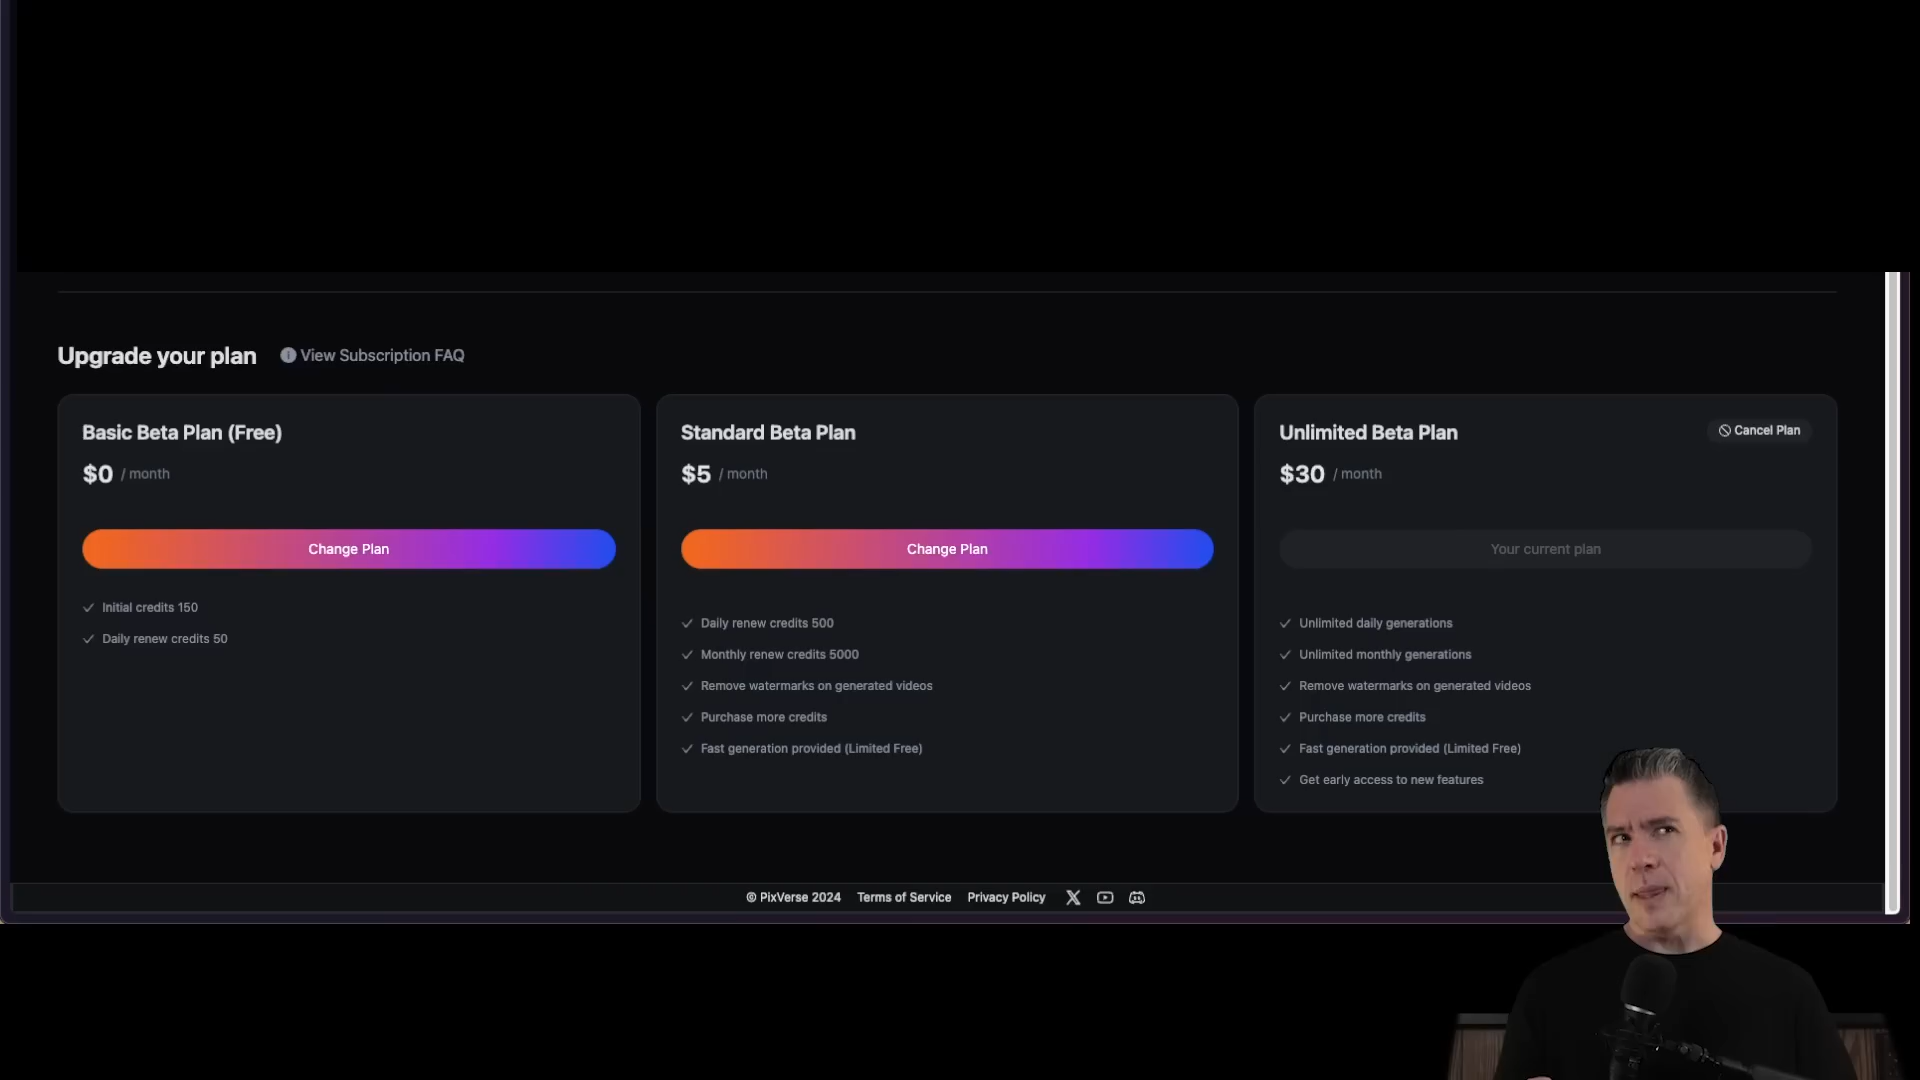 Upgrade your plan
View Subscription FAQ
Basic Beta Plan (Free)
$0 / month
Change Plan
Initial credits 150
Daily renew credits 50
Standard Beta Plan
$5 / month
Change Plan
Daily renew credits 500
Monthly renew credits 5000
Remove watermarks on generated videos
Purchase more credits
Fast generation provided (Limited Free)
Unlimited Beta Plan
Cancel Plan
$30 / month
Your current plan
Unlimited daily generations
Unlimited monthly generations
Remove watermarks on generated videos
Purchase more credits
Fast generation provided (Limited Free)
Get early access to new features
© PixVerse 2024 Terms of Service Privacy Policy